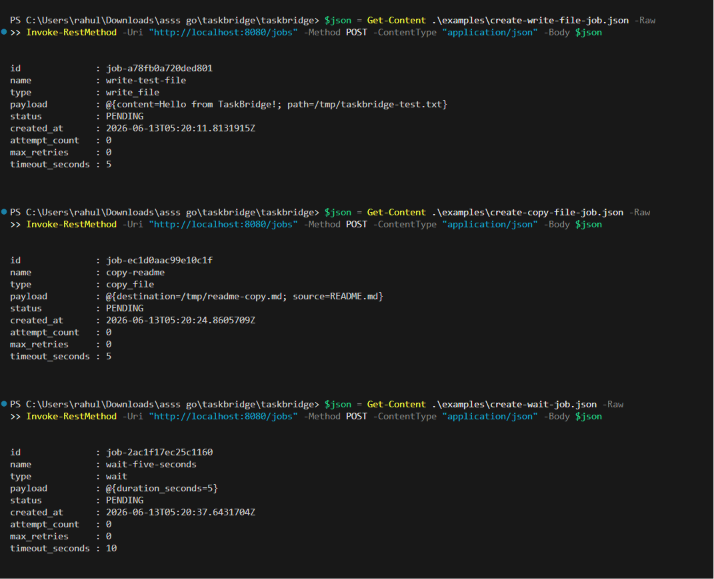 PS C:\Users\rahul\Downloads\asss go\taskbridge\taskbridge> $json = Get-Content .\examples\create-write-file-job.json -Raw
>> Invoke-RestMethod -Uri "http://localhost:8080/jobs" -Method POST -ContentType "application/json" -Body $json
id : job-a78fb0a720ded801
name : write-test-file
type : write_file
payload : @{content=Hello from TaskBridge!; path=/tmp/taskbridge-test.txt}
status : PENDING
created_at : 2026-06-13T05:20:11.8131915Z
attempt_count : 0
max_retries : 0
timeout_seconds : 5
PS C:\Users\rahul\Downloads\asss go\taskbridge\taskbridge> $json = Get-Content .\examples\create-copy-file-job.json -Raw
>> Invoke-RestMethod -Uri "http://localhost:8080/jobs" -Method POST -ContentType "application/json" -Body $json
id : job-ec1d0aac99e10c1f
name : copy-readme
type : copy_file
payload : @{destination=/tmp/readme-copy.md; source=README.md}
status : PENDING
created_at : 2026-06-13T05:20:24.8605709Z
attempt_count : 0
max_retries : 0
timeout_seconds : 5
PS C:\Users\rahul\Downloads\asss go\taskbridge\taskbridge> $json = Get-Content .\examples\create-wait-job.json -Raw
>> Invoke-RestMethod -Uri "http://localhost:8080/jobs" -Method POST -ContentType "application/json" -Body $json
id : job-2ac1f17ec25c1160
name : wait-five-seconds
type : wait
payload : @{duration_seconds=5}
status : PENDING
created_at : 2026-06-13T05:20:37.6431704Z
attempt_count : 0
max_retries : 0
timeout_seconds : 10